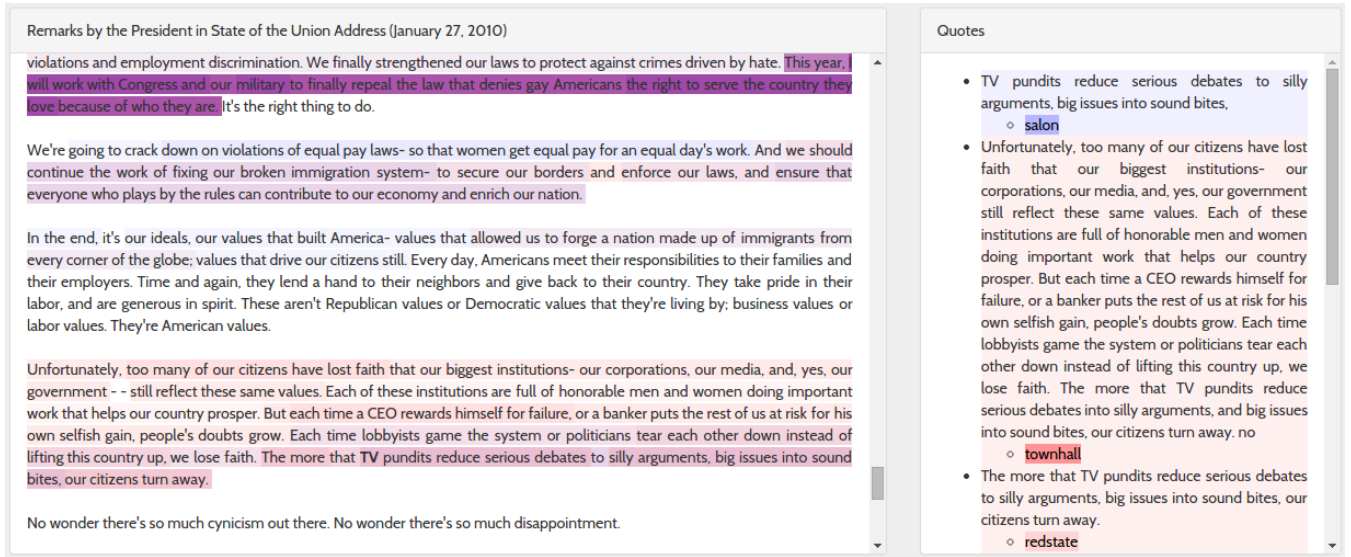 Remarks by the President in State of the Union Address (January 27, 2010)
violations and employment discrimination. We finally strengthened our laws to protect against crimes driven by hate. This year, I
will work with Congress and our military to finally repeal the law that denies gay Americans the right to serve the country they
love because of who they are. It's the right thing to do.
We're going to crack down on violations of equal pay laws- so that women get equal pay for an equal day's work. And we should
continue the work of fixing our broken immigration system- to secure our borders and enforce our laws, and ensure that
everyone who plays by the rules can contribute to our economy and enrich our nation.
In the end, it's our ideals, our values that built America- values that allowed us to forge a nation made up of immigrants from
every corner of the globe; values that drive our citizens still. Every day, Americans meet their responsibilities to their families and
their employers. Time and again, they lend a hand to their neighbors and give back to their country. They take pride in their
labor, and are generous in spirit. These aren't Republican values or Democratic values that they're living by; business values or
labor values. They're American values.
Unfortunately, too many of our citizens have lost faith that our biggest institutions- our corporations, our media, and, yes, our
government - - still reflect these same values. Each of these institutions are full of honorable men and women doing important
work that helps our country prosper. But each time a CEO rewards himself for failure, or a banker puts the rest of us at risk for his
own selfish gain, people's doubts grow. Each time lobbyists game the system or politicians tear each other down instead of
lifting this country up, we lose faith. The more that TV pundits reduce serious debates to silly arguments, big issues into sound
bites, our citizens turn away.
No wonder there's so much cynicism out there. No wonder there's so much disappointment.
Quotes
TV pundits reduce serious debates to silly
arguments, big issues into sound bites,
salon
Unfortunately, too many of our citizens have lost
faith that our biggest institutions- our
corporations, our media, and, yes, our government
still reflect these same values. Each of these
institutions are full of honorable men and women
doing important work that helps our country
prosper. But each time a CEO rewards himself for
failure, or a banker puts the rest of us at risk for his
own selfish gain, people's doubts grow. Each time
lobbyists game the system or politicians tear each
other down instead of lifting this country up, we
lose faith. The more that TV pundits reduce
serious debates into silly arguments, and big issues
into sound bites, our citizens turn away. no
townhall
The more that TV pundits reduce serious debates
to silly arguments, big issues into sound bites, our
citizens turn away.
redstate